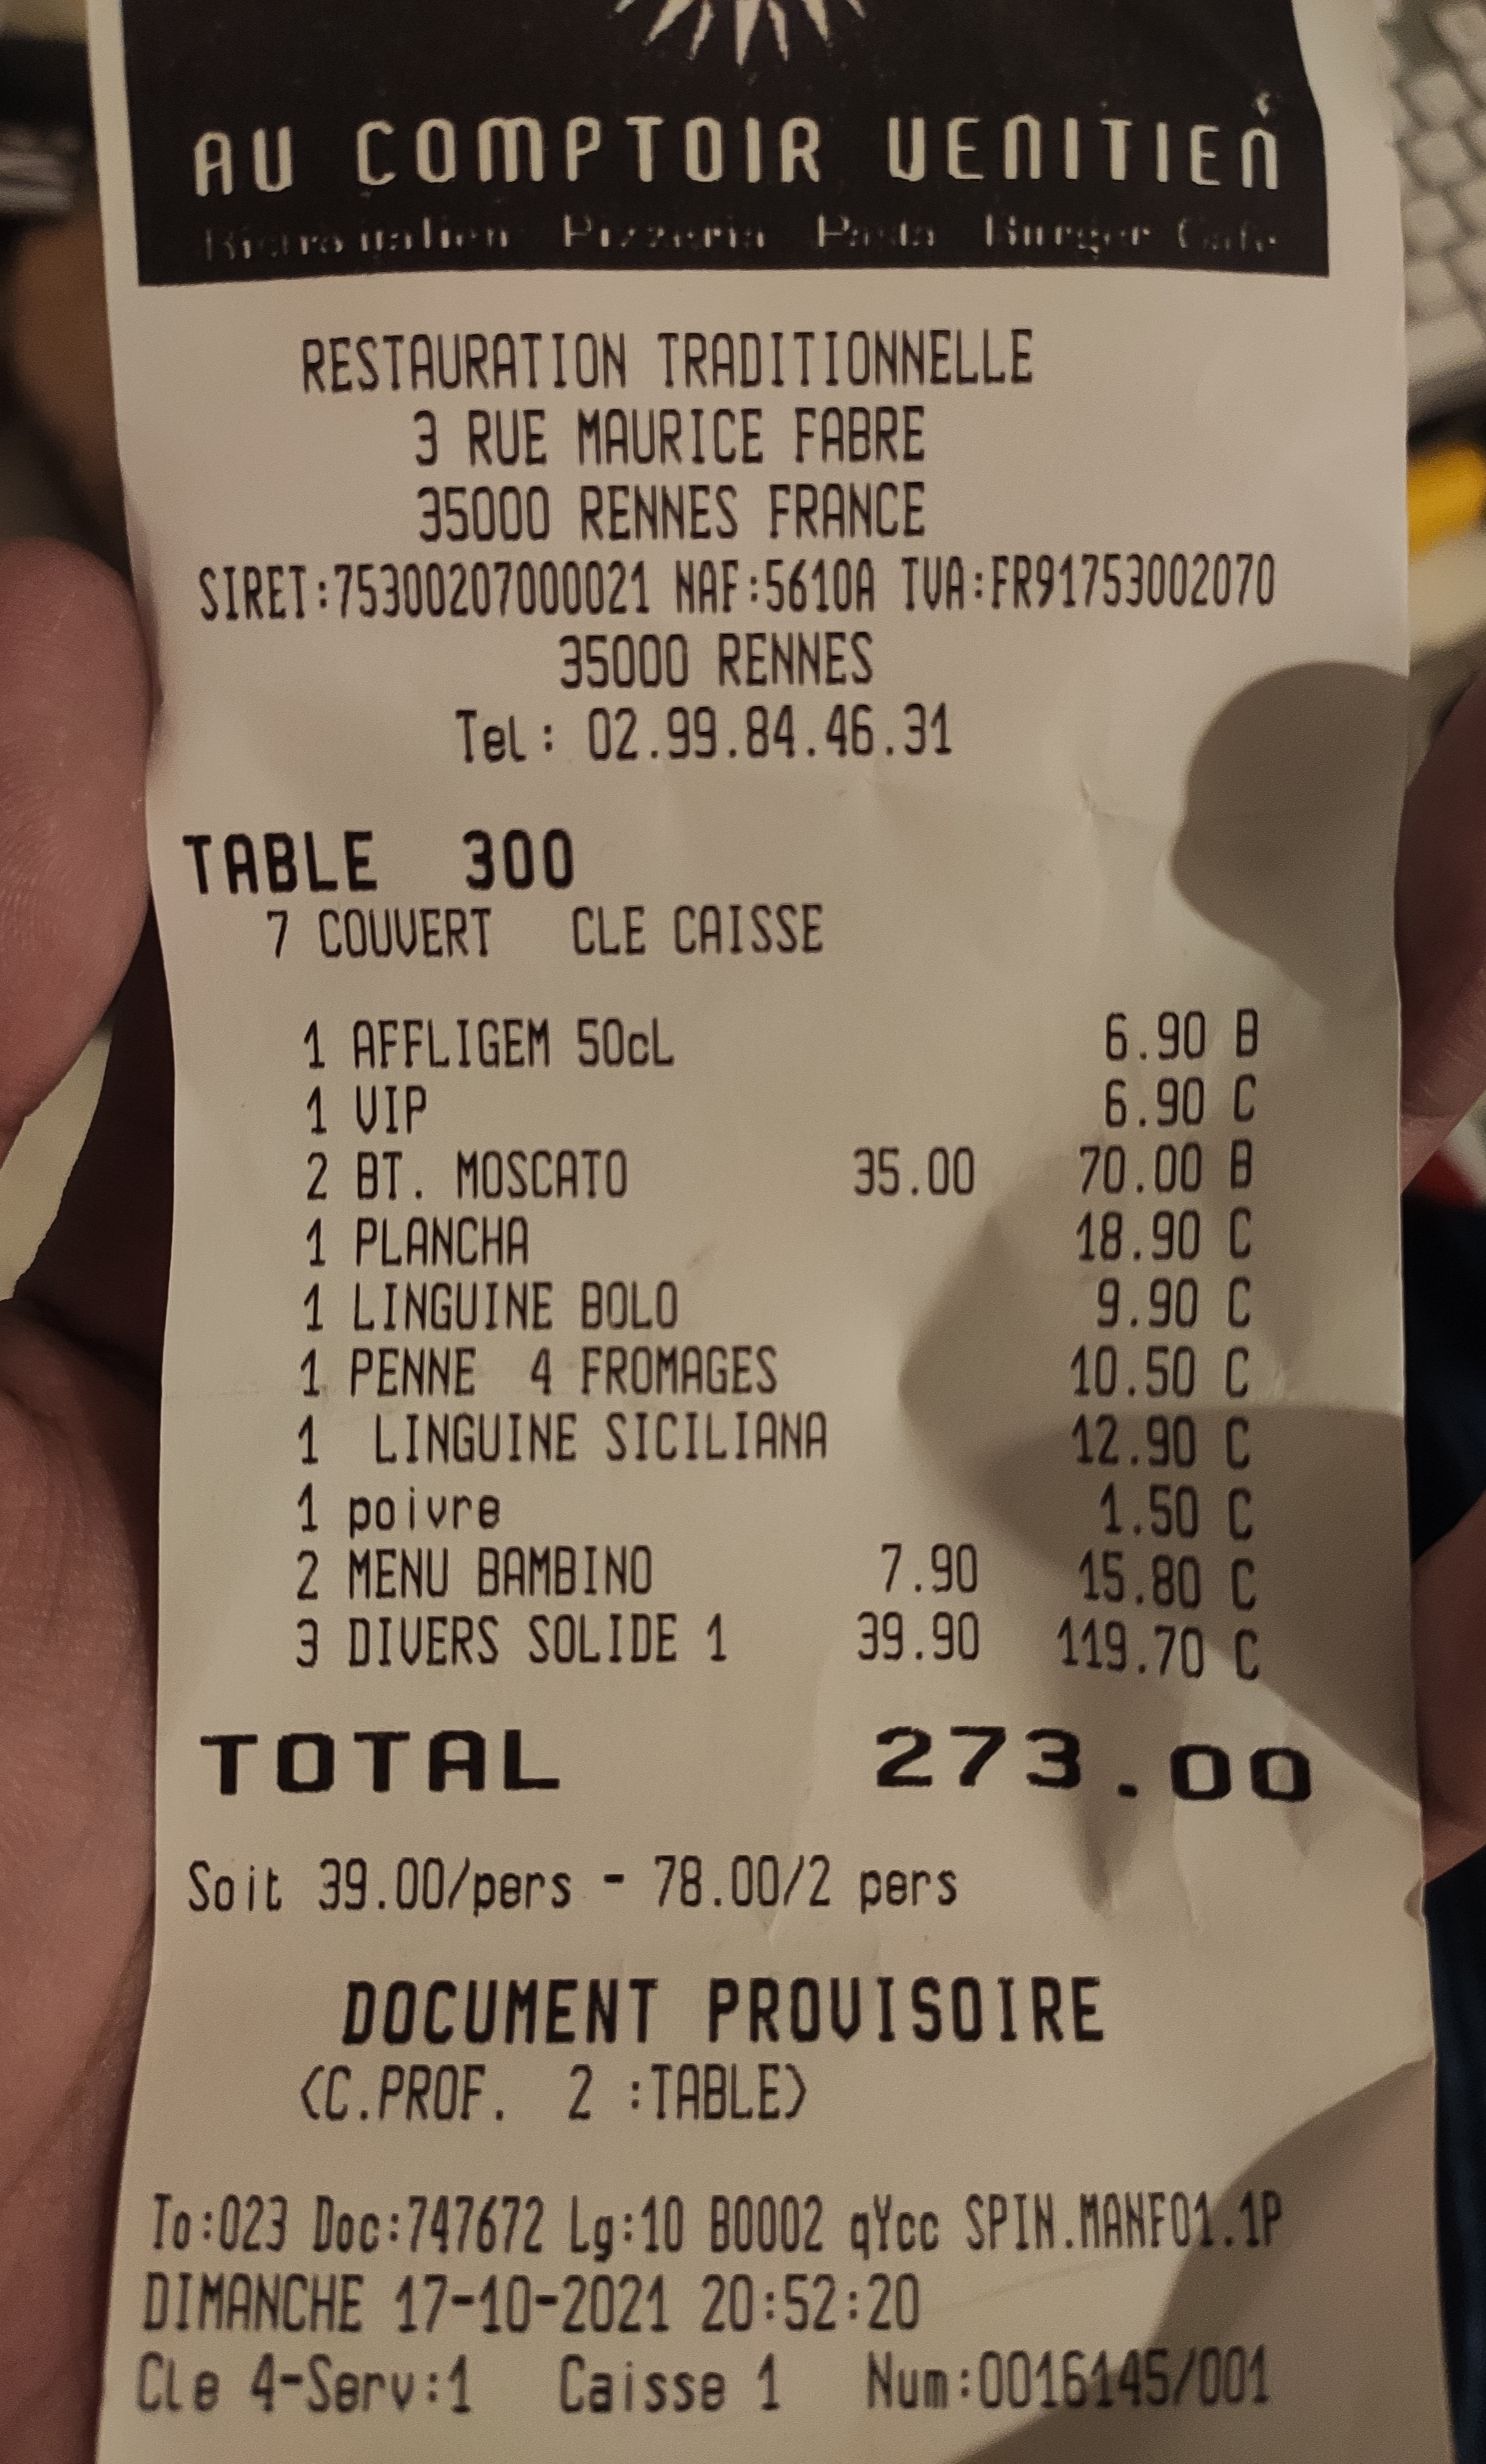 AU COMPTOIR VENITIEN
Bistro italien Pizzeria Pasta Burger Cafe
RESTAURATION TRADITIONNELLE
3 RUE MAURICE FABRE
35000 RENNES FRANCE
SIRET:75300207000021 NAF:5610A TVA:FR91753002070
35000 RENNES
Tel: 02.99.84.46.31
TABLE 300
7 COUVERT CLE CAISSE
1 AFFLIGEM 50cL 6.90 B
1 VIP 6.90 C
2 BT. MOSCATO 35.00 70.00 B
1 PLANCHA 18.90 C
1 LINGUINE BOLO 9.90 C
1 PENNE 4 FROMAGES 10.50 C
1 LINGUINE SICILIANA 12.90 C
1 poivre 1.50 C
2 MENU BAMBINO 7.90 15.80 C
3 DIVERS SOLIDE 1 39.90 119.70 C
TOTAL 273.00
Soit 39.00/pers - 78.00/2 pers
DOCUMENT PROVISOIRE
<C.PROF. 2 :TABLE>
To:023 Doc:747672 Lg:10 B0002 qYcc SPIN.MANF01.1P
DIMANCHE 17-10-2021 20:52:20
Cle 4-Serv:1 Caisse 1 Num:0016145/001